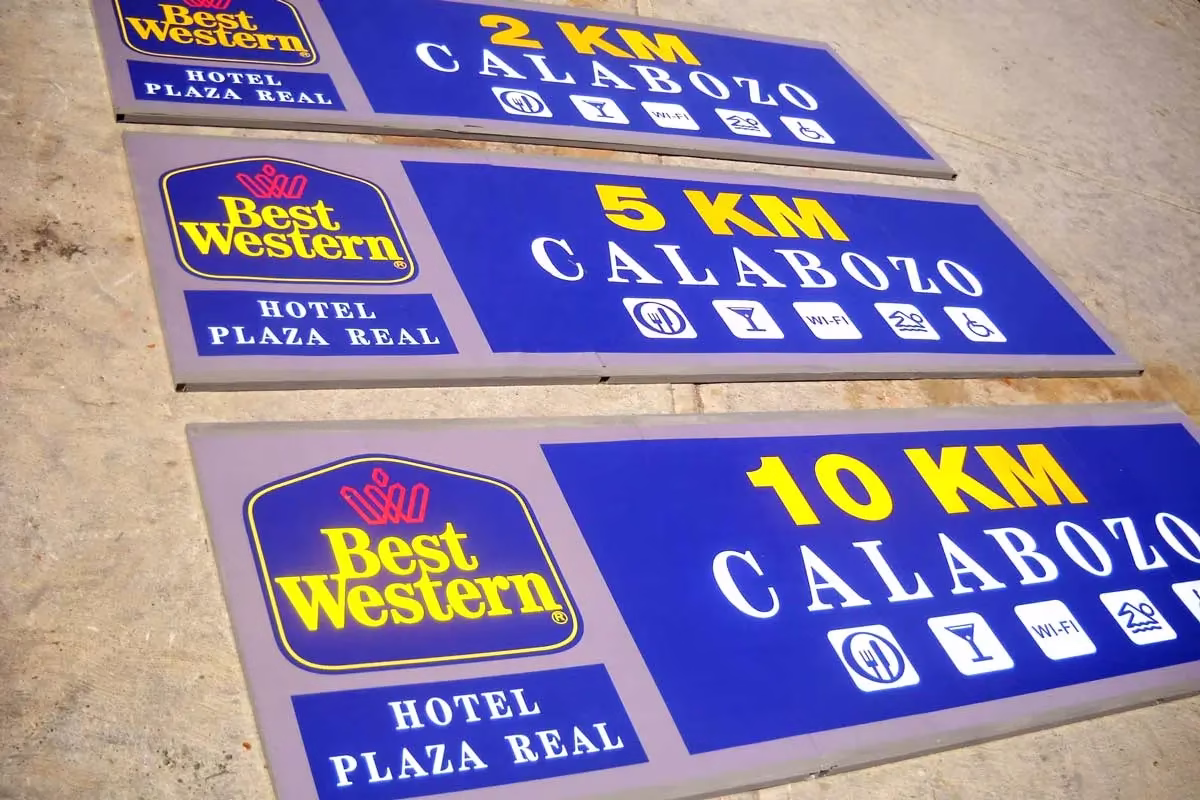 Best
Western®
HOTEL
PLAZA REAL
2 KM
CALABOZO
WI-FI
Best
Western®
HOTEL
PLAZA REAL
5 KM
CALABOZO
WI-FI
Best
Western®
HOTEL
PLAZA REAL
10 KM
CALABOZO
WI-FI